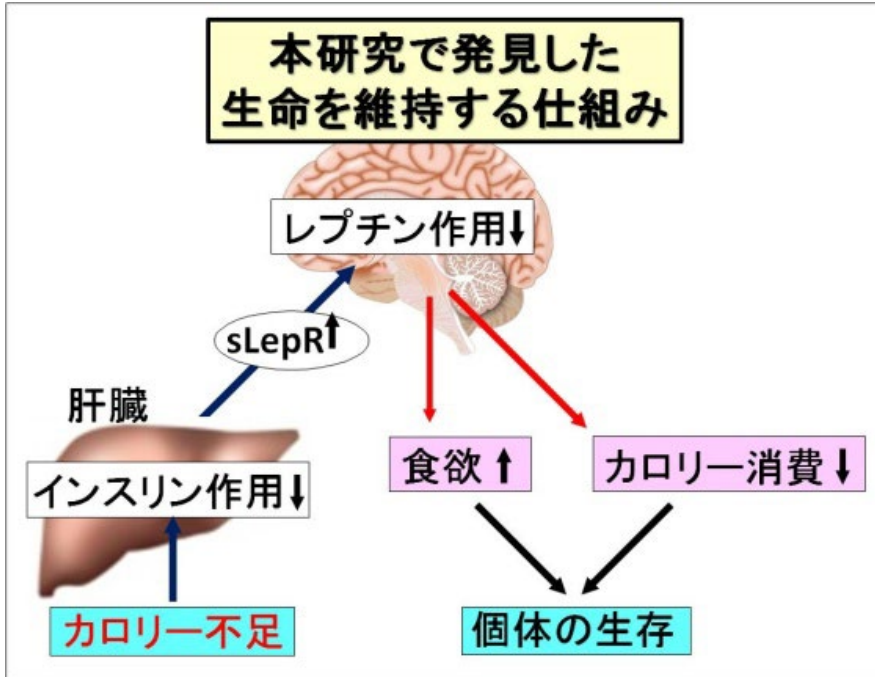 本研究で発見した
生命を維持する仕組み
レプチン作用↓
sLepR↑
肝臓
インスリン作用↓
食欲↑
カロリー消費↓
カロリー不足
個体の生存